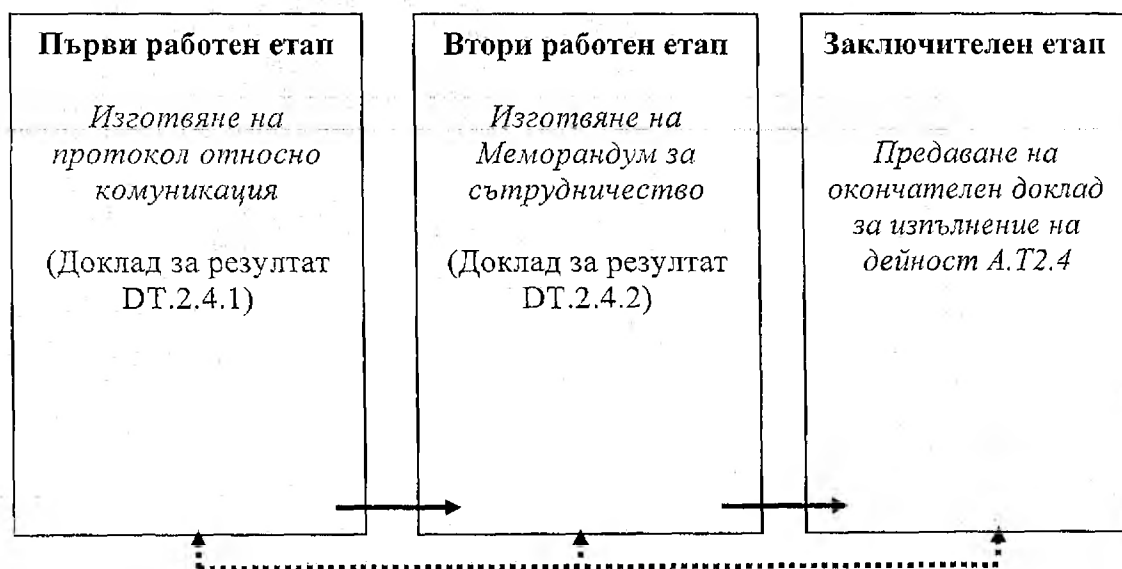 Първи работен етап
Изготвяне на
протокол относно
комуникация
(Доклад за резултат
DT.2.4.1)
Втори работен етап
Изготвяне на
Меморандум за
сътрудничество
(Доклад за резултат
DT.2.4.2)
Заключителен етап
Предаване на
окончателен доклад
за изпълнение на
дейност А.Т2.4